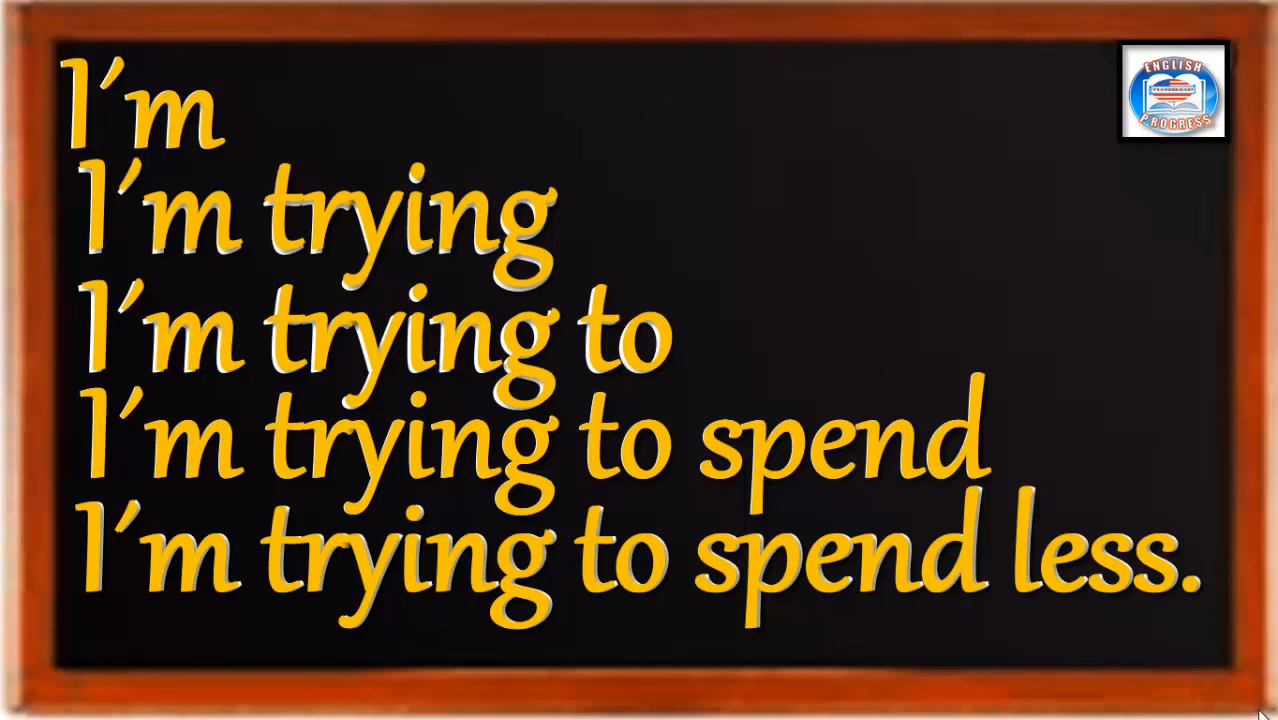 I'm
I'm trying
I'm trying to
I'm trying to spend
I'm trying to spend less.
ENGLISH
PROGRESS